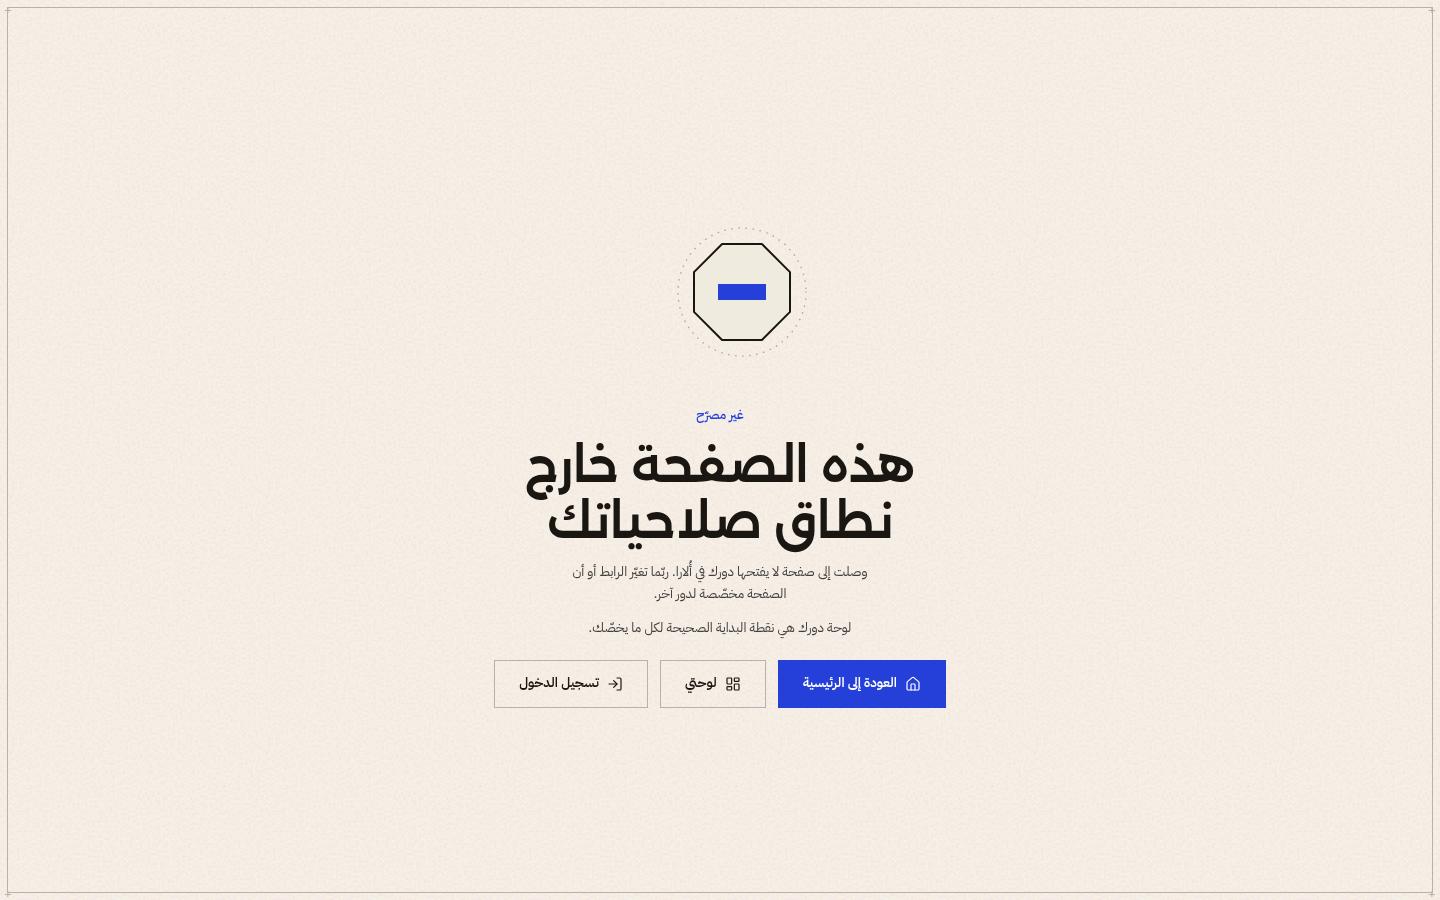 غير مصرّح
هذه الصفحة خارج
نطاق صلاحياتك
وصلت إلى صفحة لا يفتحها دورك في أُلارا. ربّما تغيّر الرابط أو أن
الصفحة مخصّصة لدور آخر.
لوحة دورك هي نقطة البداية الصحيحة لكل ما يخصّك.
العودة إلى الرئيسية
لوحتي
تسجيل الدخول